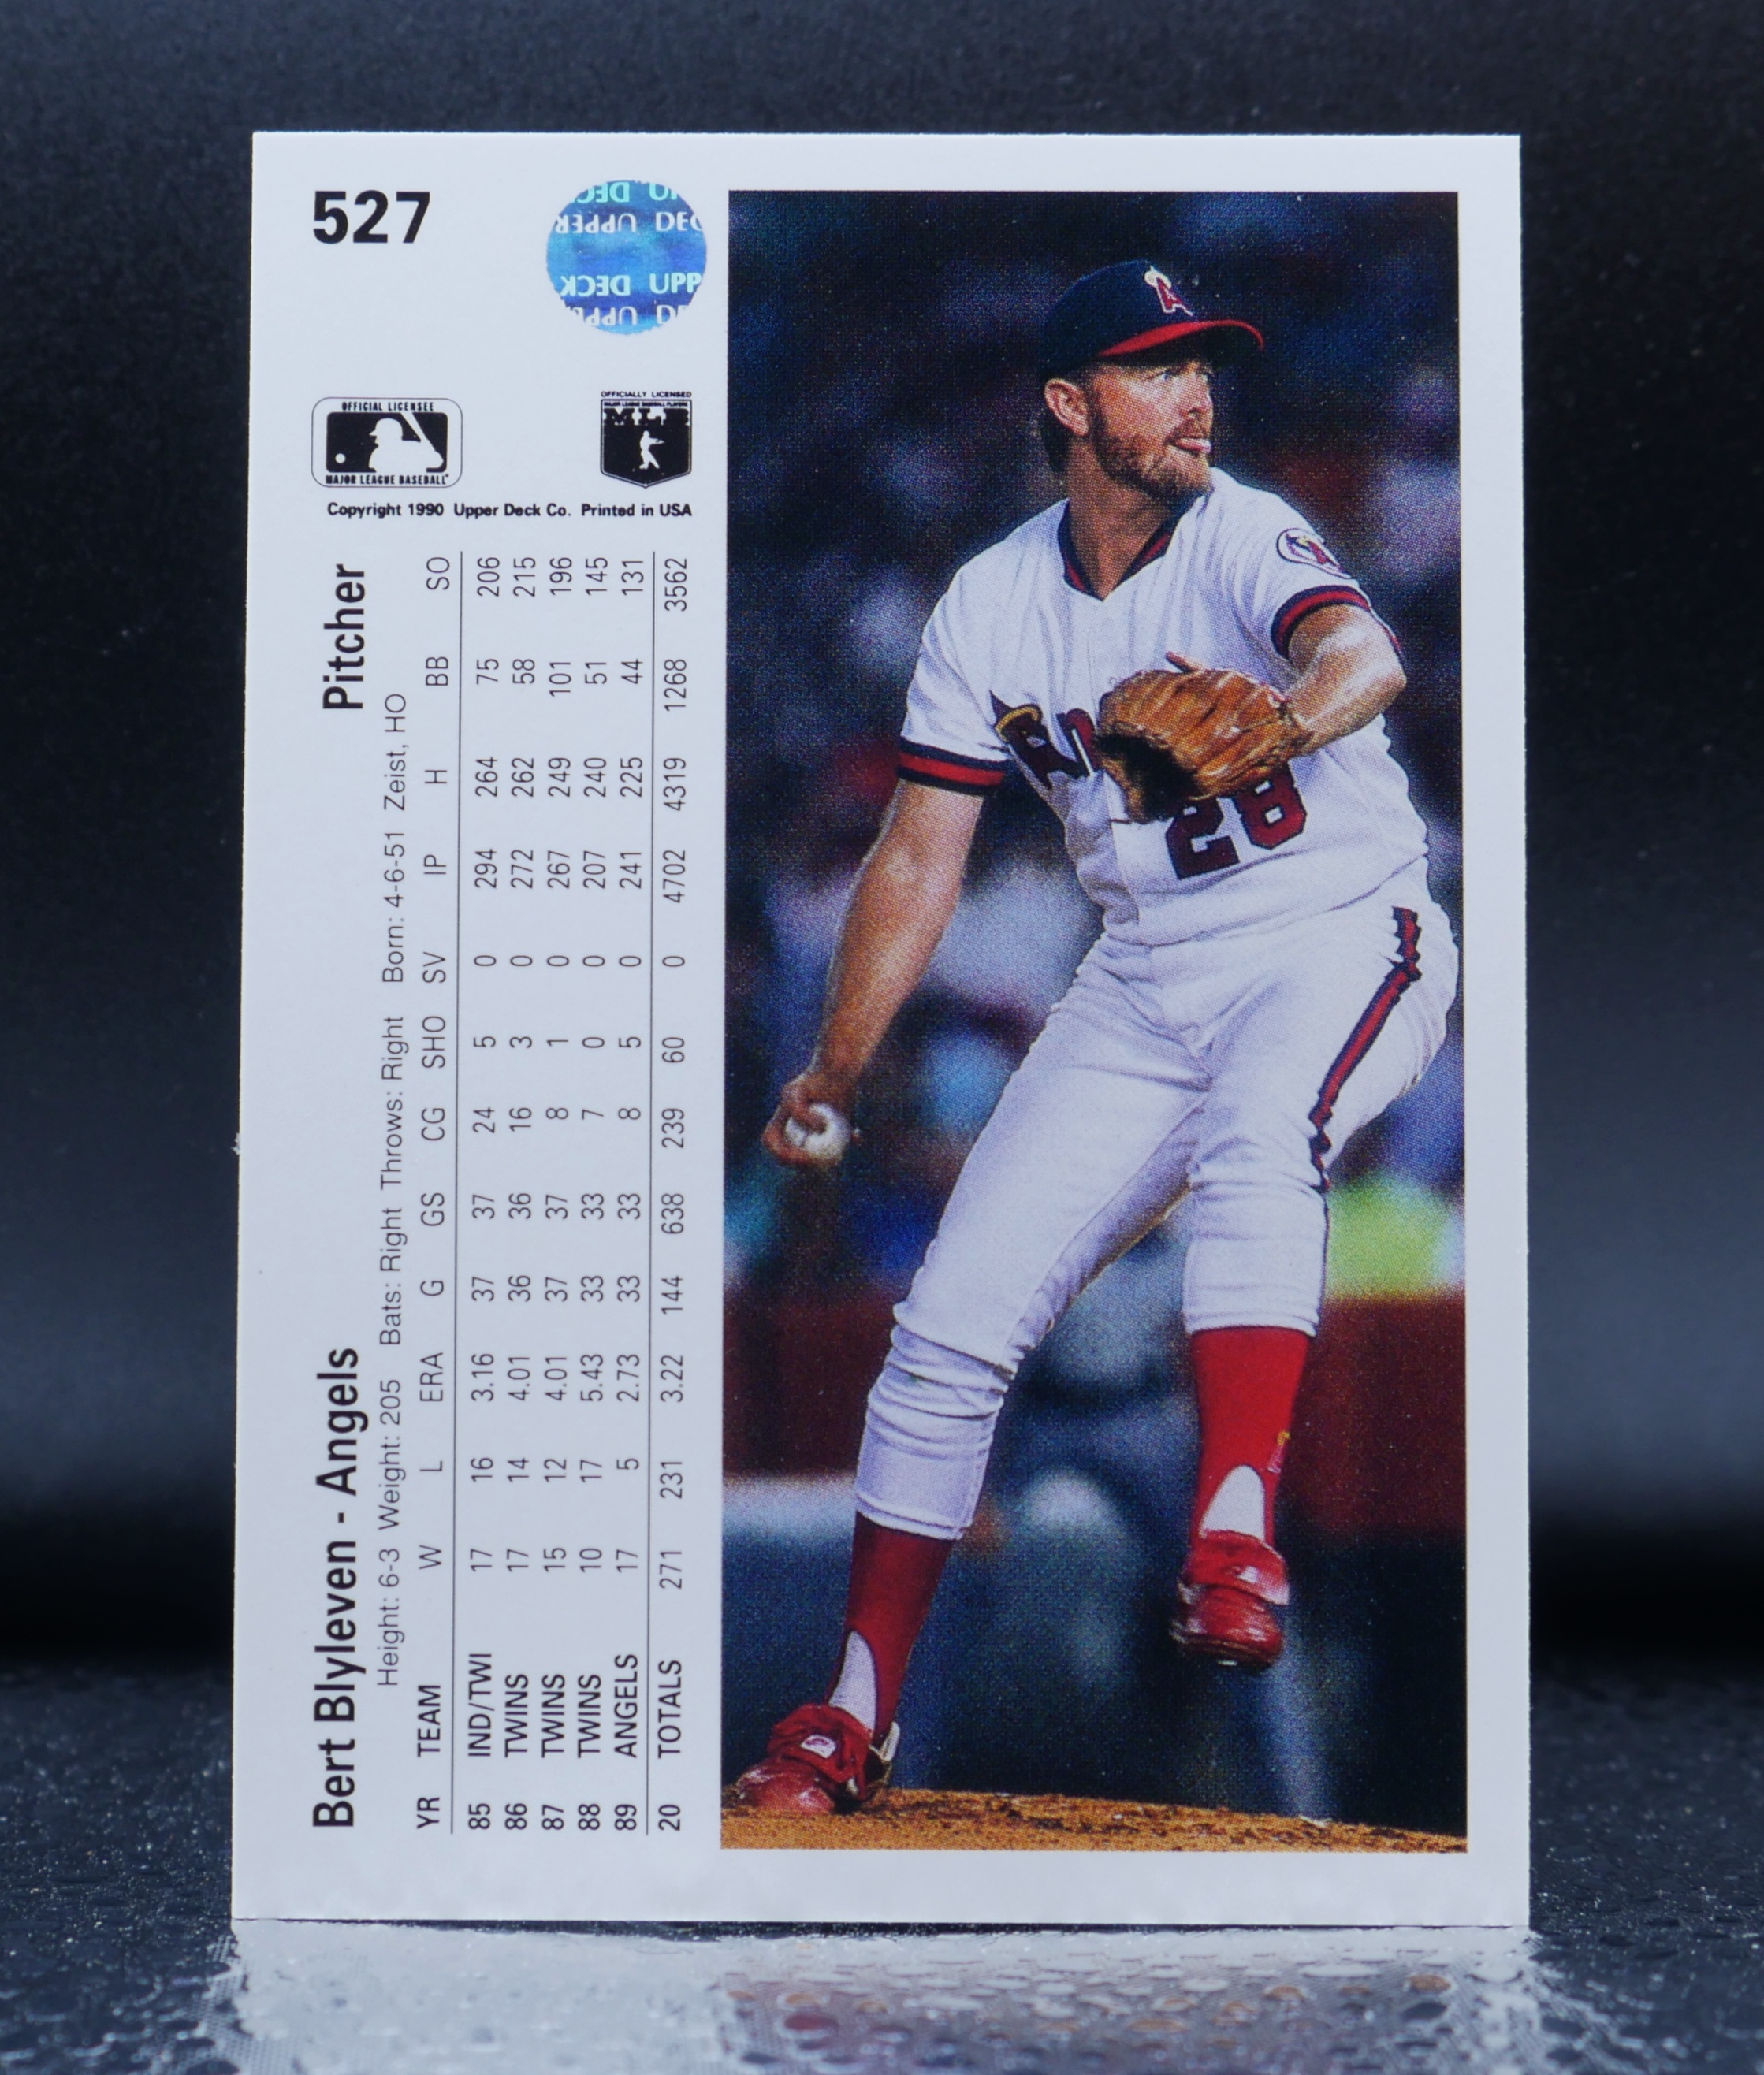 527
DECK UPP
UPPER DEC
OFFICIAL LICENSEE
MAJOR LEAGUE BASEBALL
OFFICIALLY LICENSED
MAJOR LEAGUE BASEBALL PLAYERS
MLB
Copyright 1990 Upper Deck Co. Printed in USA
Bert Blyleven - Angels Pitcher
Height: 6-3 Weight: 205 Bats: Right Throws: Right Born: 4-6-51 Zeist, HO
YR TEAM W L ERA G GS CG SHO SV IP H BB SO
85 IND/TWI 17 16 3.16 37 37 24 5 0 294 264 75 206
86 TWINS 17 14 4.01 36 36 16 3 0 272 262 58 215
87 TWINS 15 12 4.01 37 37 8 1 0 267 249 101 196
88 TWINS 10 17 5.43 33 33 7 0 0 207 240 51 145
89 ANGELS 17 5 2.73 33 33 8 5 0 241 225 44 131
20 TOTALS 271 231 3.22 144 638 239 60 0 4702 4319 1268 3562
A
28